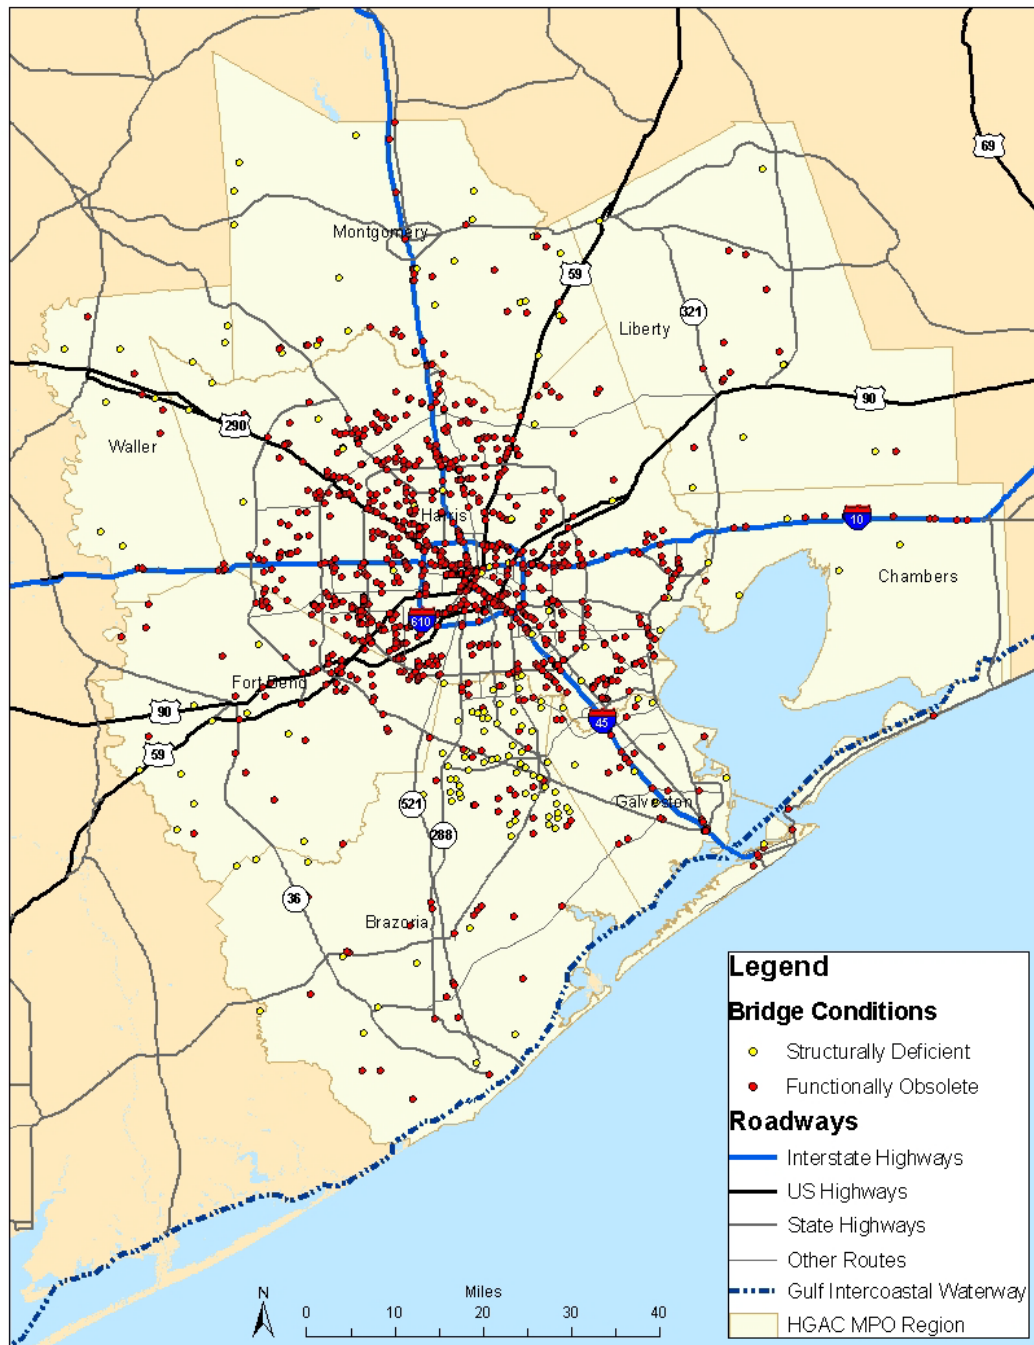 69
Montgomery
59
321
Liberty
90
290
Waller
Harris
10
Chambers
610
Fort Bend
90
45
59
521
Galveston
288
36
Brazoria
Legend
Bridge Conditions
Structurally Deficient
Functionally Obsolete
Roadways
Interstate Highways
US Highways
State Highways
Other Routes
Gulf Intercoastal Waterway
HGAC MPO Region
N
Miles
0 10 20 30 40